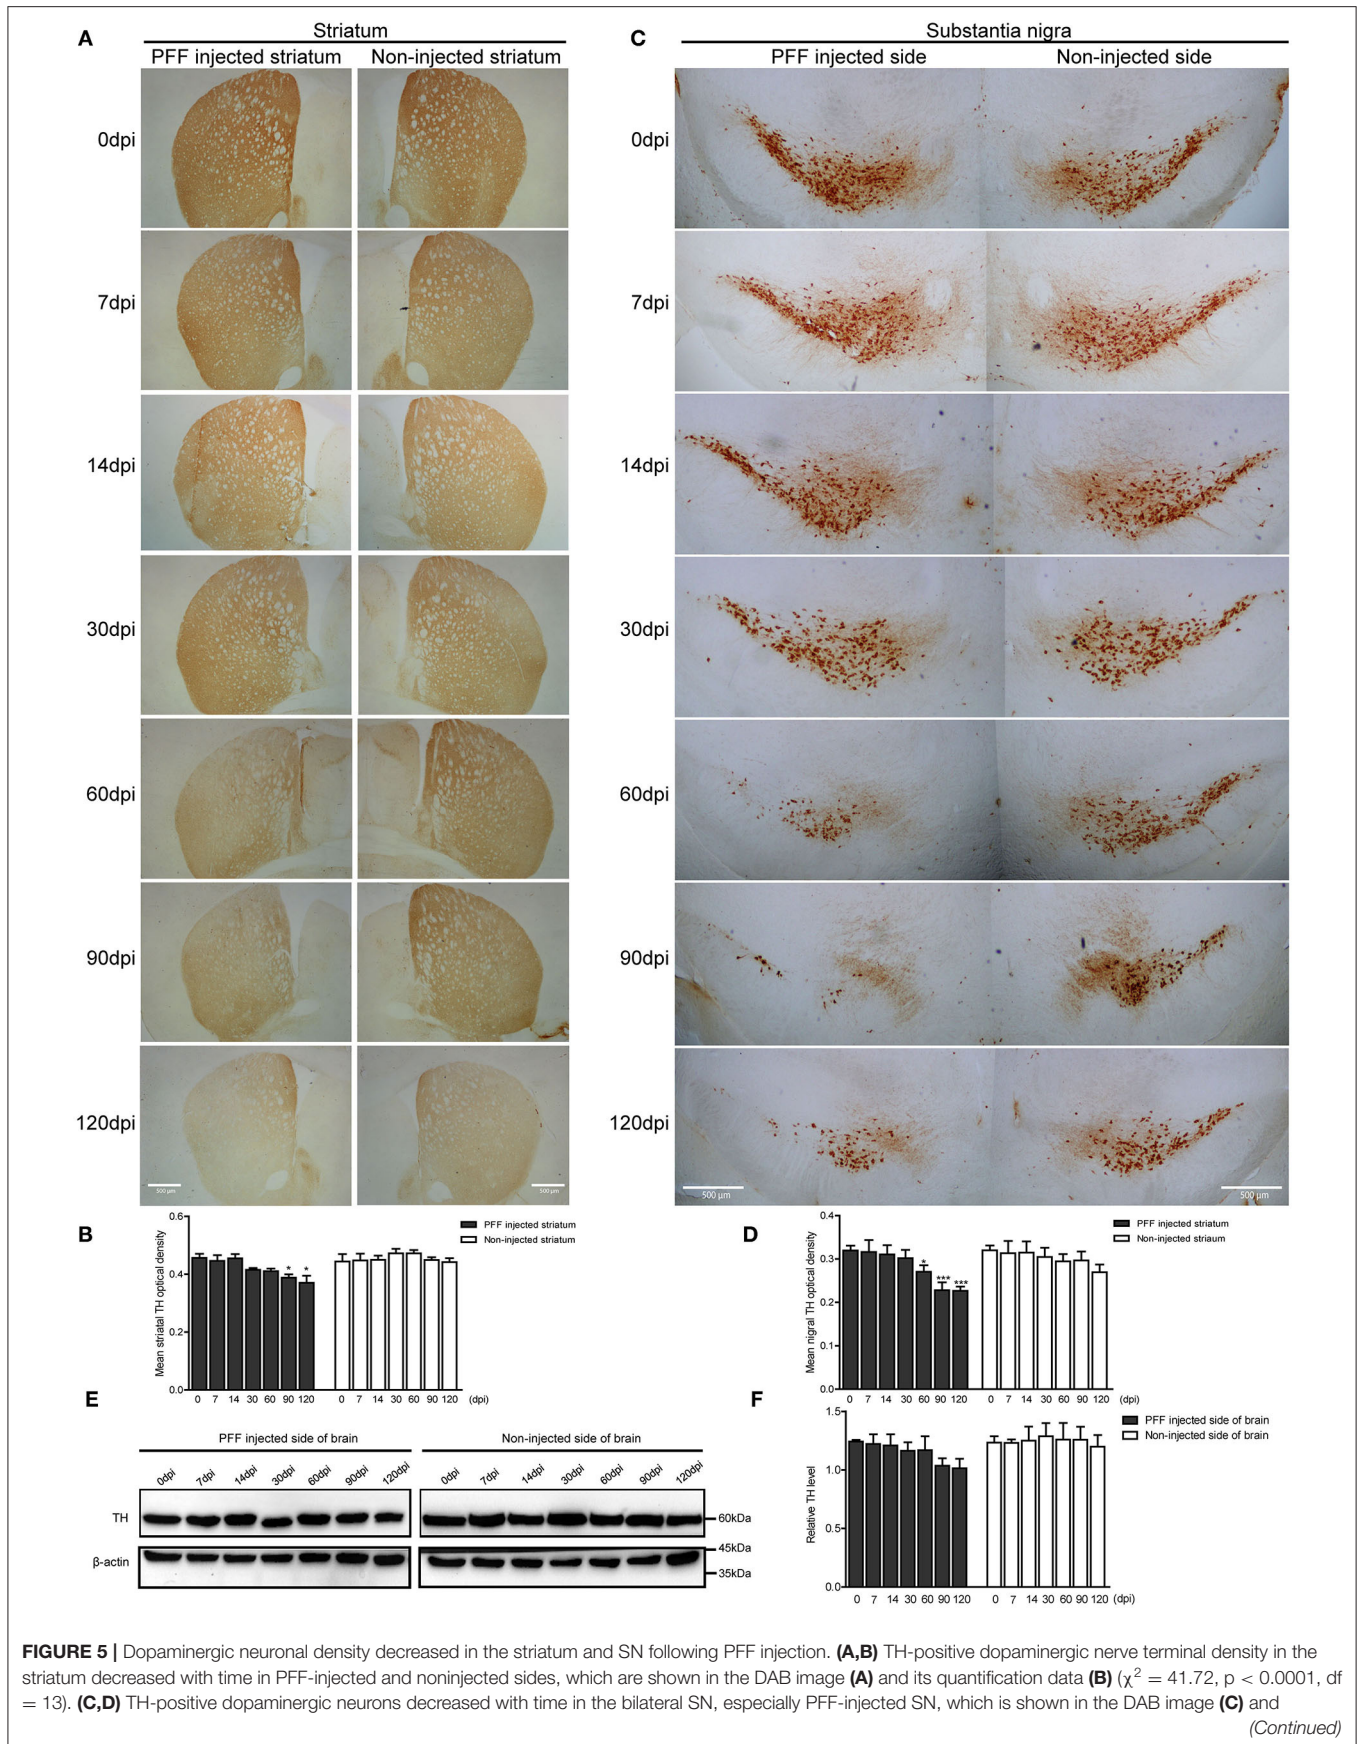 A
Striatum
PFF injected striatum
Non-injected striatum
0dpi
7dpi
14dpi
30dpi
60dpi
90dpi
120dpi
500 µm
500 µm
C
Substantia nigra
PFF injected side
Non-injected side
0dpi
7dpi
14dpi
30dpi
60dpi
90dpi
120dpi
500 µm
500 µm
B
Mean striatal TH optical density
0.6
0.4
0.2
0.0
PFF injected striatum
Non-injected striatum
* *
0 7 14 30 60 90 120 0 7 14 30 60 90 120 (dpi)
D
Mean nigral TH optical density
0.4
0.3
0.2
0.1
0.0
PFF injected striatum
Non-injected striaum
* *** ***
0 7 14 30 60 90 120 0 7 14 30 60 90 120 (dpi)
E
PFF injected side of brain
Non-injected side of brain
0dpi 7dpi 14dpi 30dpi 60dpi 90dpi 120dpi 0dpi 7dpi 14dpi 30dpi 60dpi 90dpi 120dpi
TH
60kDa
β-actin
45kDa
35kDa
F
Relative TH level
1.5
1.0
0.5
0.0
PFF injected side of brain
Non-injected side of brain
0 7 14 30 60 90 120 0 7 14 30 60 90 120 (dpi)
FIGURE 5 | Dopaminergic neuronal density decreased in the striatum and SN following PFF injection. (A,B) TH-positive dopaminergic nerve terminal density in the
striatum decreased with time in PFF-injected and noninjected sides, which are shown in the DAB image (A) and its quantification data (B) (χ² = 41.72, p < 0.0001, df
= 13). (C,D) TH-positive dopaminergic neurons decreased with time in the bilateral SN, especially PFF-injected SN, which is shown in the DAB image (C) and
(Continued)